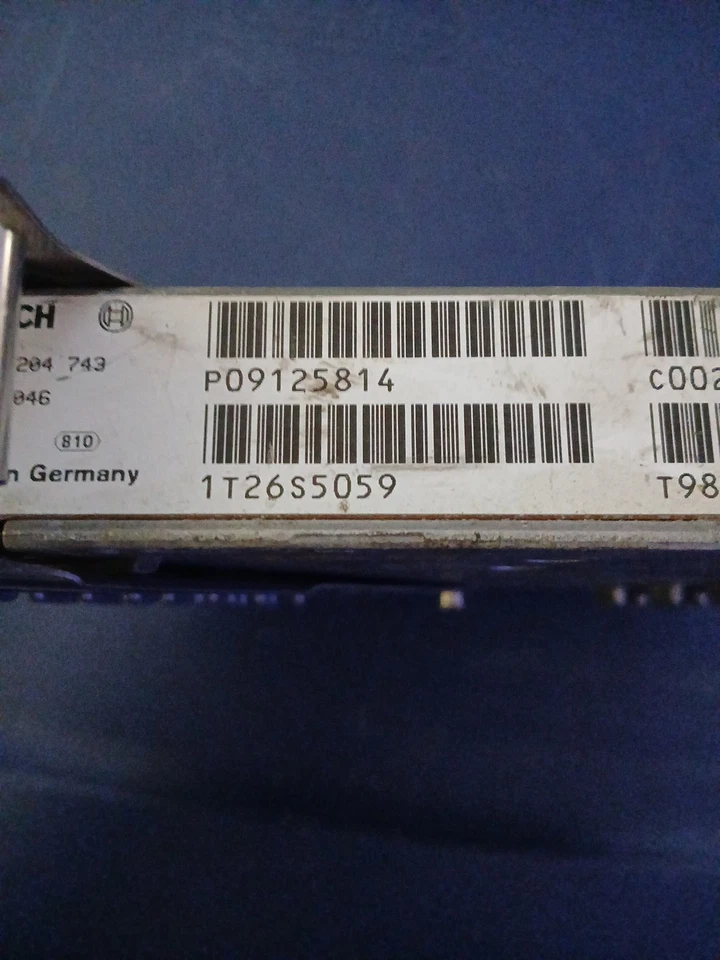 CH
204 743
046
810
n Germany
P09125814
1T26S5059
C002
T98